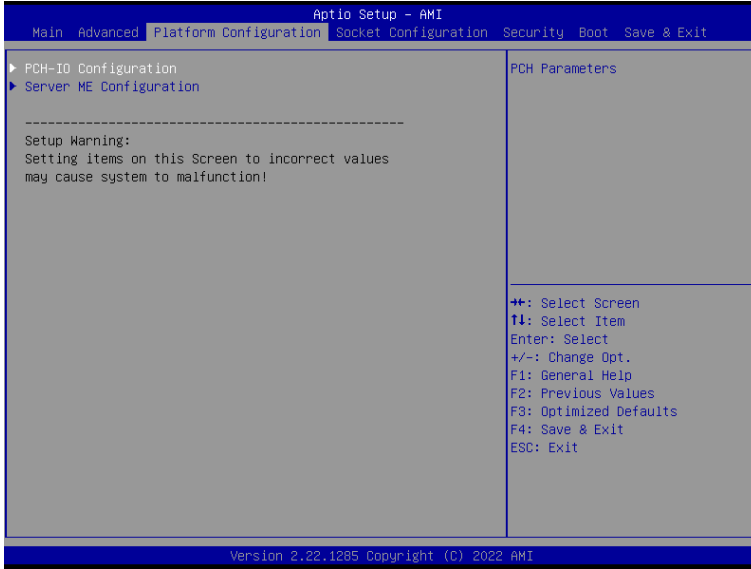 Aptio Setup - AMI
Main Advanced Platform Configuration Socket Configuration Security Boot Save & Exit
PCH-IO Configuration
Server ME Configuration
--------------------------------------------------
Setup Warning:
Setting items on this Screen to incorrect values
may cause system to malfunction!
PCH Parameters
→←: Select Screen
↑↓: Select Item
Enter: Select
+/-: Change Opt.
F1: General Help
F2: Previous Values
F3: Optimized Defaults
F4: Save & Exit
ESC: Exit
Version 2.22.1285 Copyright (C) 2022 AMI